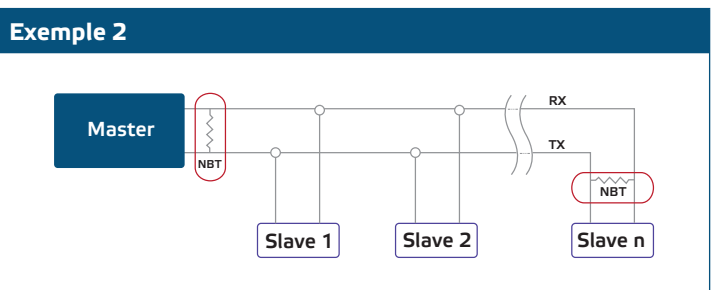 Exemple 2
RX
Master
TX
NBT
NBT
Slave 1
Slave 2
Slave n